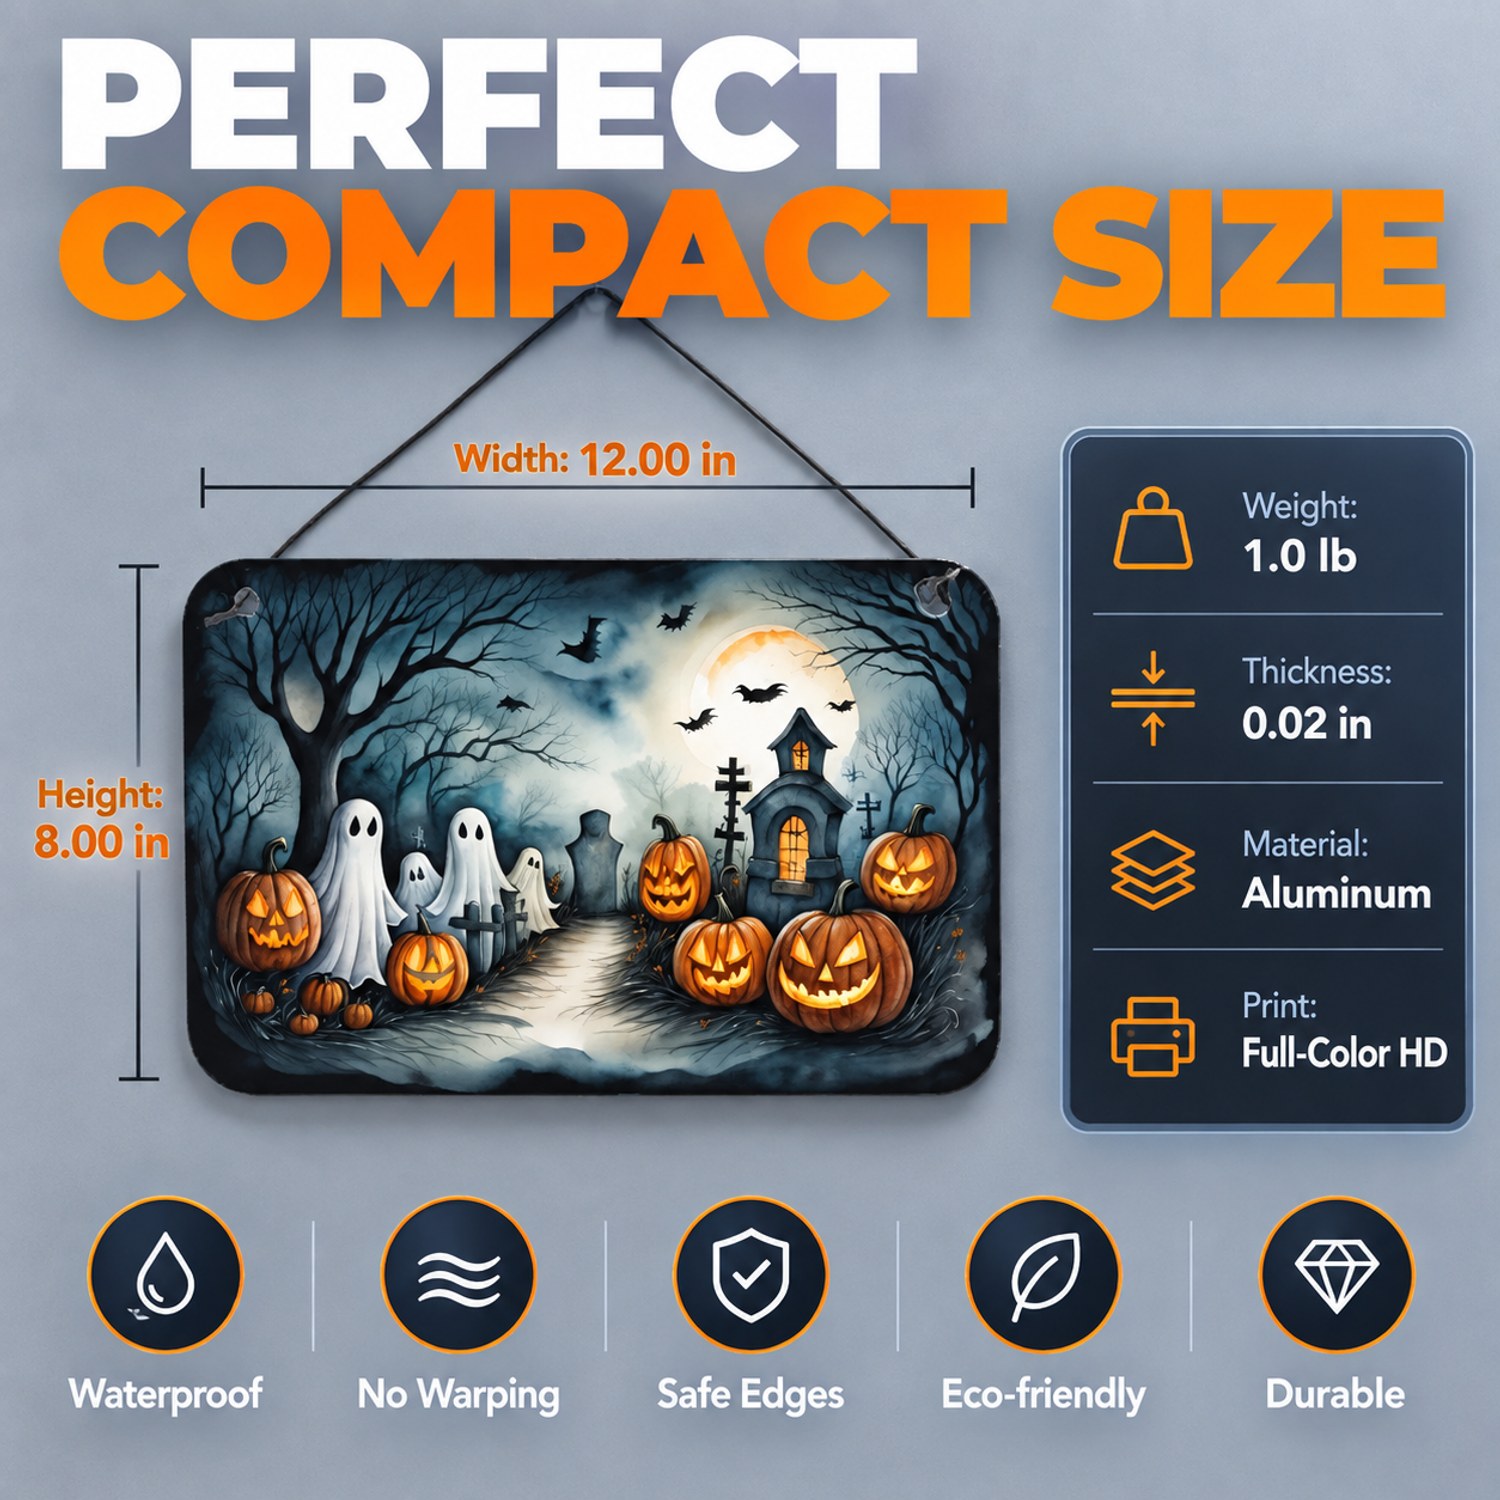 PERFECT
COMPACT SIZE
Width: 12.00 in
Height:
8.00 in
Weight:
1.0 lb
Thickness:
0.02 in
Material:
Aluminum
Print:
Full-Color HD
Waterproof
No Warping
Safe Edges
Eco-friendly
Durable